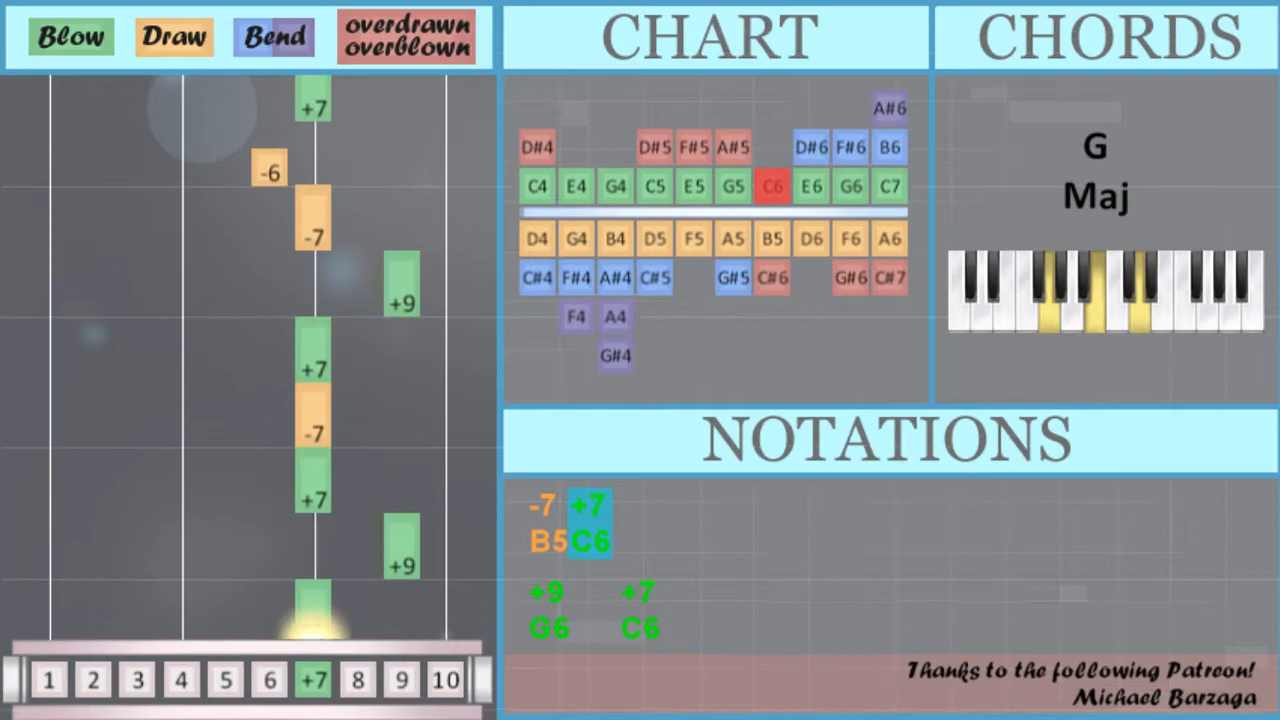 Blow Draw Bend overdrawn
overblown
CHART
CHORDS
+7
-6
-7
+9
+7
-7
+7
+9
1 2 3 4 5 6 +7 8 9 10
A#6
D#4 D#5 F#5 A#5 D#6 F#6 B6
C4 E4 G4 C5 E5 G5 C6 E6 G6 C7
D4 G4 B4 D5 F5 A5 B5 D6 F6 A6
C#4 F#4 A#4 C#5 G#5 C#6 G#6 C#7
F4 A4
G#4
G
Maj
NOTATIONS
-7 +7
B5 C6
+9 +7
G6 C6
Thanks to the following Patreon!
Michael Barzaga